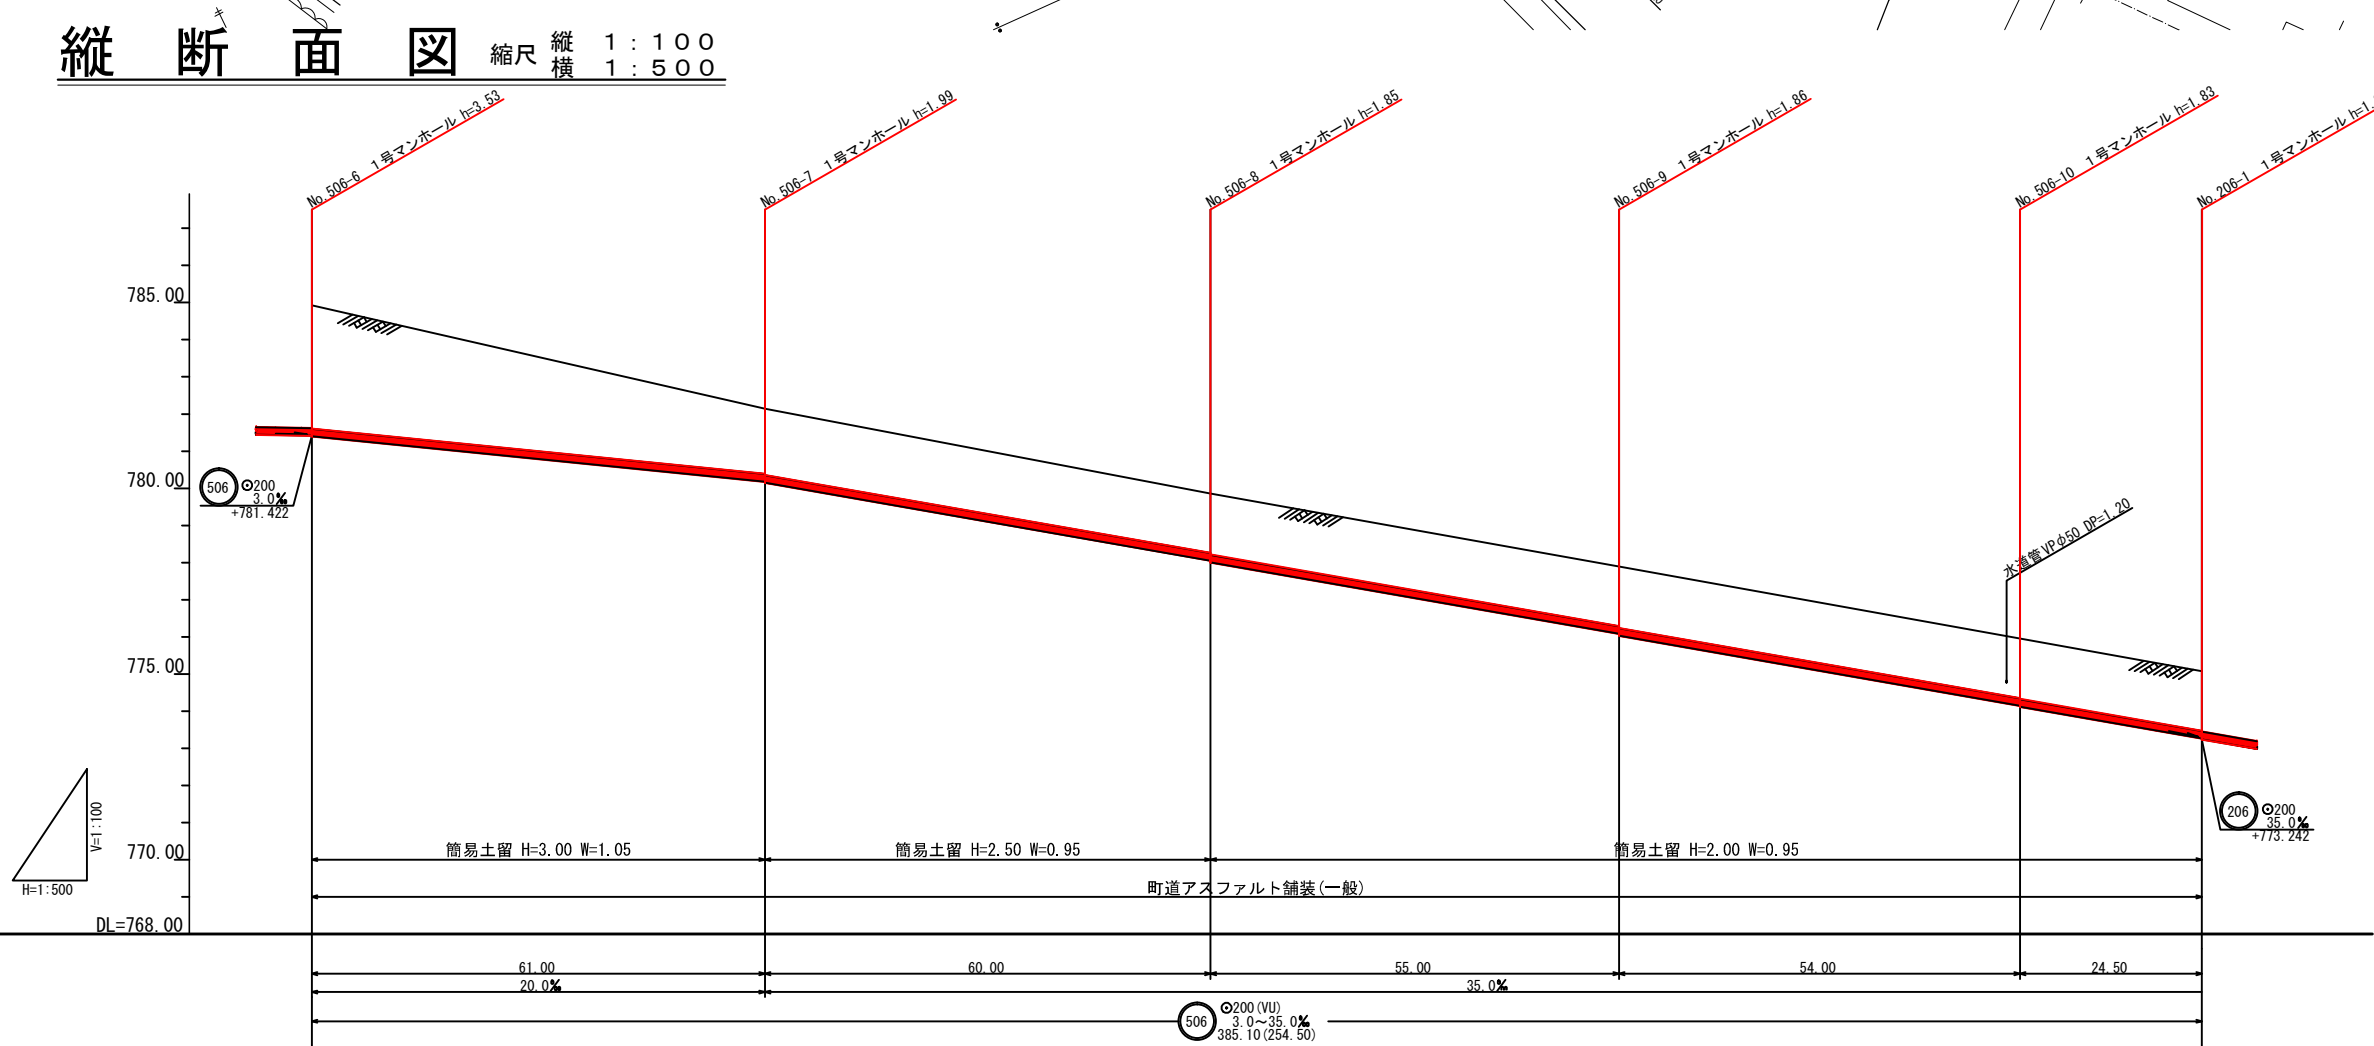 縦断面図 縮尺 縦 1:100
横 1:500
No.506-6 1号マンホール h=3.53
No.506-7 1号マンホール h=1.99
No.506-8 1号マンホール h=1.85
No.506-9 1号マンホール h=1.86
No.506-10 1号マンホール h=1.83
No.206-1 1号マンホール h=1.
785.00
780.00
775.00
770.00
DL=768.00
506 ⊙200
3.0‰
+781.422
水道管VPφ50 DP=1.20
206 ⊙200
35.0‰
+773.242
V=1:100
H=1:500
簡易土留 H=3.00 W=1.05
簡易土留 H=2.50 W=0.95
簡易土留 H=2.00 W=0.95
町道アスファルト舗装(一般)
61.00
60.00
55.00
54.00
24.50
20.0‰
35.0‰
506 ⊙200(VU)
3.0~35.0‰
385.10(254.50)